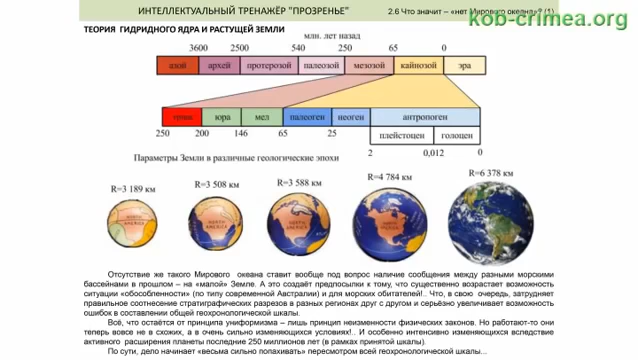 ИНТЕЛЛЕКТУАЛЬНЫЙ ТРЕНАЖЁР "ПРОЗРЕНЬЕ"
2.6 Что значит – «нет Мирового океана»? (1)
kob-crimea.org
ТЕОРИЯ ГИДРИДНОГО ЯДРА И РАСТУЩЕЙ ЗЕМЛИ
млн. лет назад
3600 2500 540 250 65 0
азой архей протерозой палеозой мезозой кайнозой эра
триас юра мел палеоген неоген антропоген
плейстоцен голоцен
250 200 146 65 25 2 0,012 0
Параметры Земли в различные геологические эпохи
R=3 189 км R=3 508 км R=3 588 км R=4 784 км R=6 378 км
NORTH AMERICA
NORTH AMERICA
NORTH AMERICA
NORTH AMERICA
Отсутствие же такого Мирового океана ставит вообще под вопрос наличие сообщения между разными морскими
бассейнами в прошлом – на «малой» Земле. А это создаёт предпосылки к тому, что существенно возрастает возможность
ситуации «обособленности» (по типу современной Австралии) и для морских обитателей!.. Что, в свою очередь, затрудняет
правильное соотнесение стратиграфических разрезов в разных регионах друг с другом и серьёзно увеличивает возможность
ошибок в составлении общей геохронологической шкалы.
Всё, что остаётся от принципа униформизма – лишь принцип неизменности физических законов. Но работают-то они
теперь вовсе не в схожих, а в очень сильно изменяющихся условиях!.. И особенно интенсивно изменяющихся вследствие
активного расширения планеты последние 250 миллионов лет (в рамках принятой шкалы).
По сути, дело начинает «весьма сильно попахивать» пересмотром всей геохронологической шкалы...